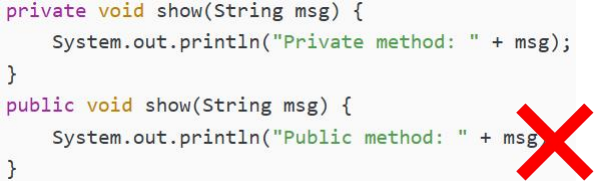 private void show(String msg) {
    System.out.println("Private method: " + msg);
}
public void show(String msg) {
    System.out.println("Public method: " + msg
}